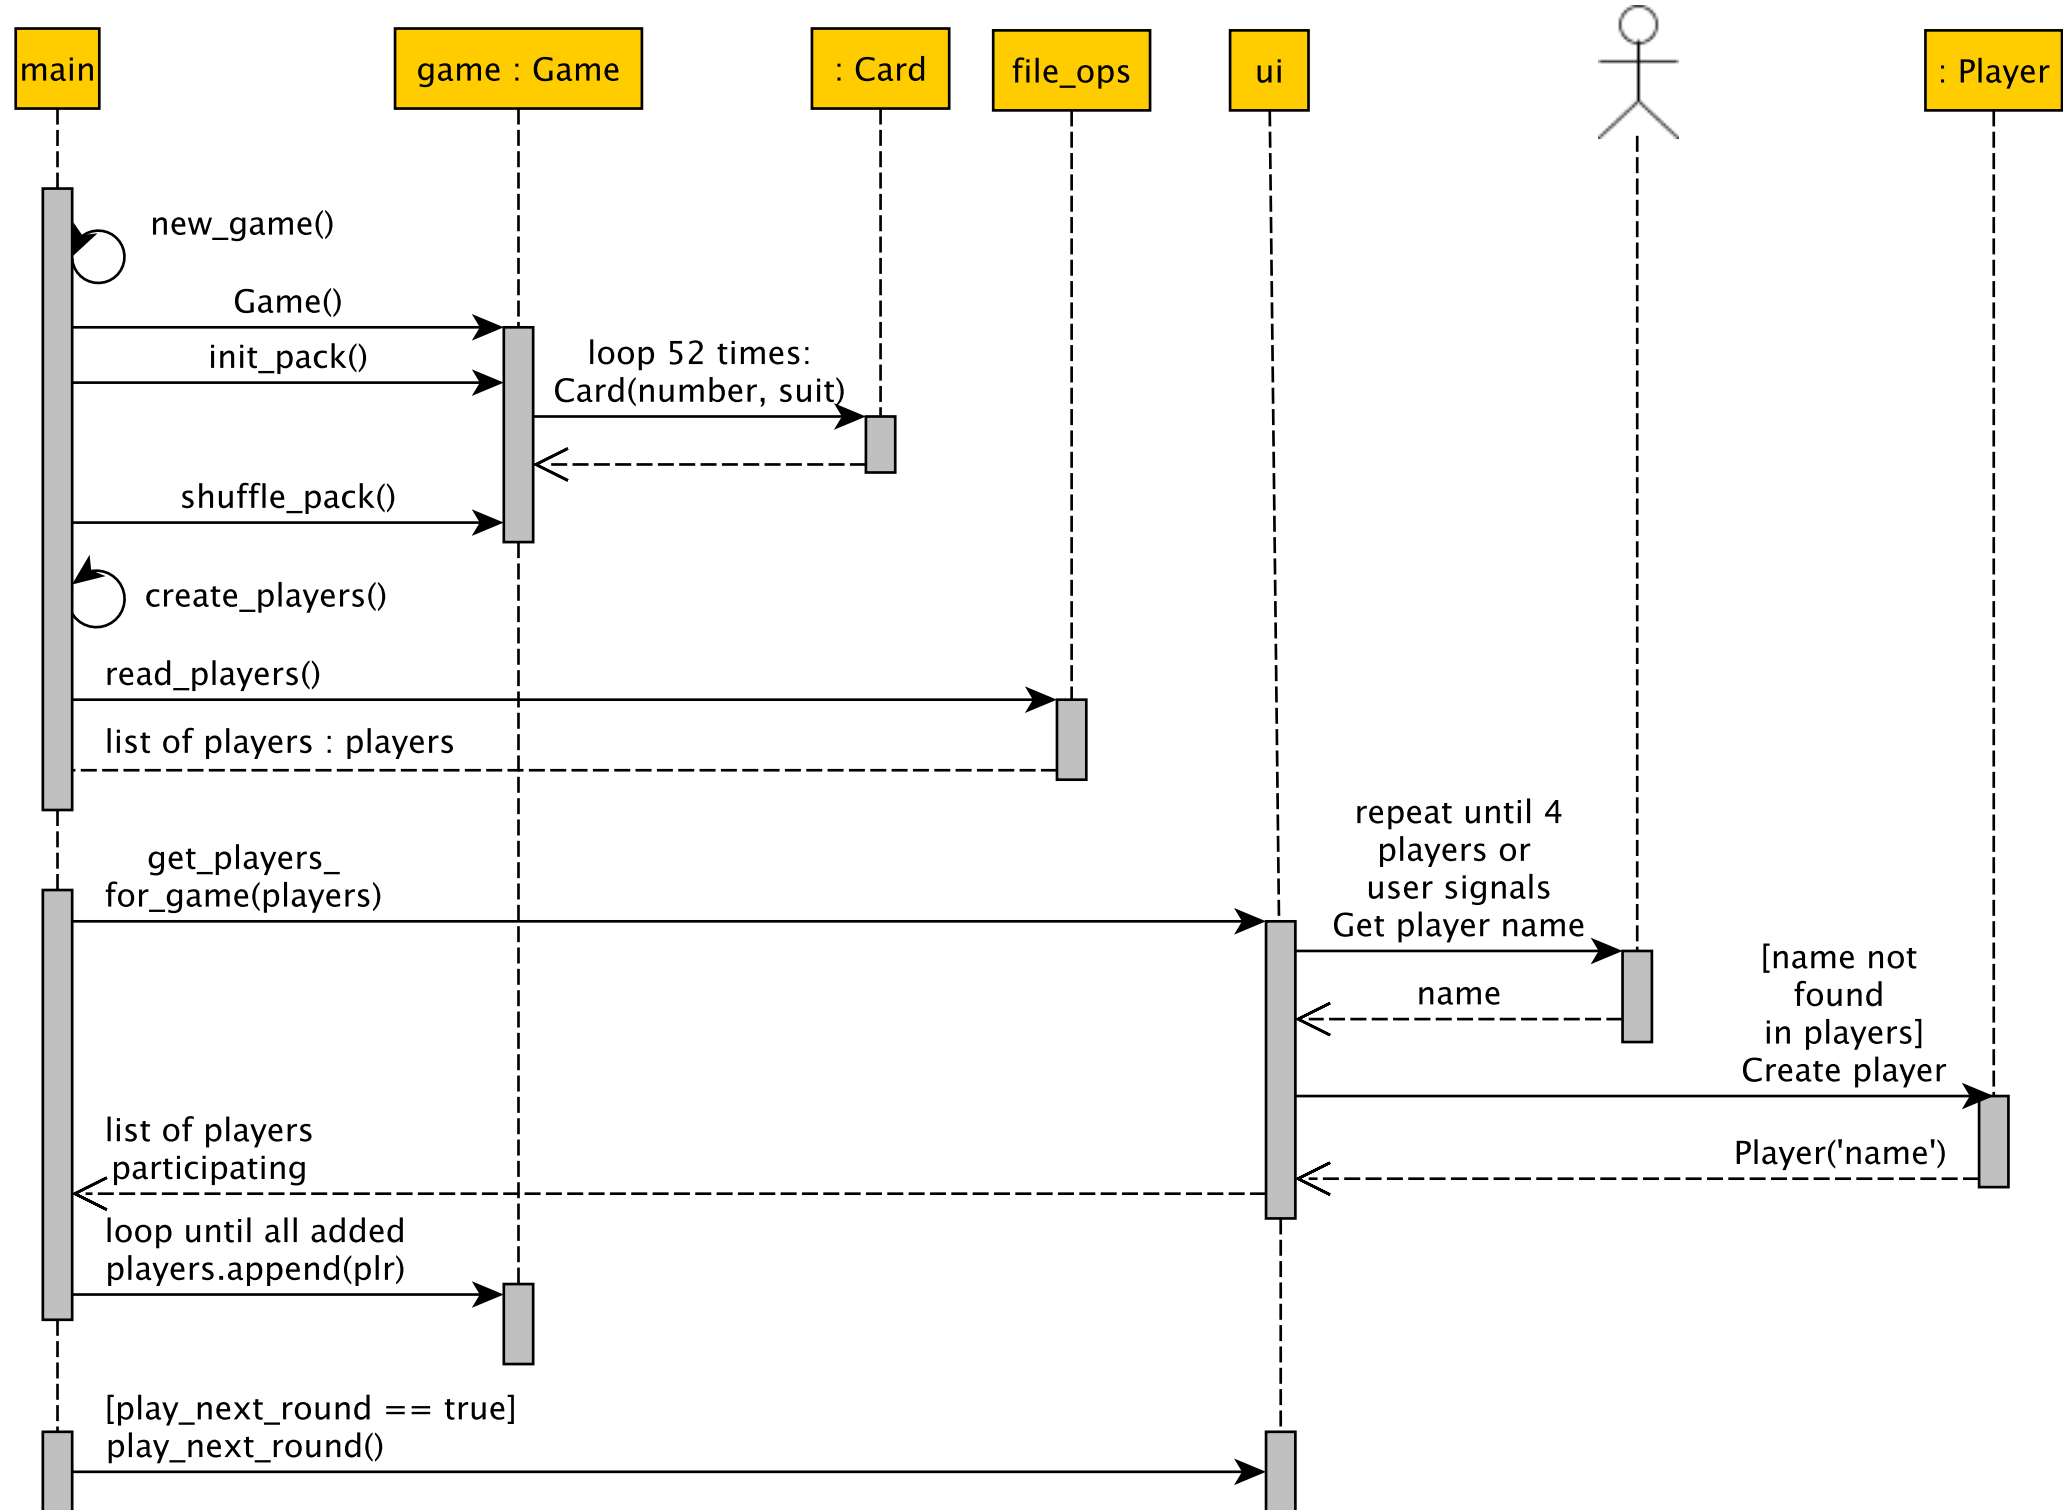 main
game : Game
: Card
file_ops
ui
: Player
new_game()
Game()
init_pack()
loop 52 times:
Card(number, suit)
shuffle_pack()
create_players()
read_players()
list of players : players
repeat until 4
players or
user signals
Get player name
get_players_
for_game(players)
[name not
found
in players]
Create player
name
list of players
participating
Player('name')
loop until all added
players.append(plr)
[play_next_round == true]
play_next_round()